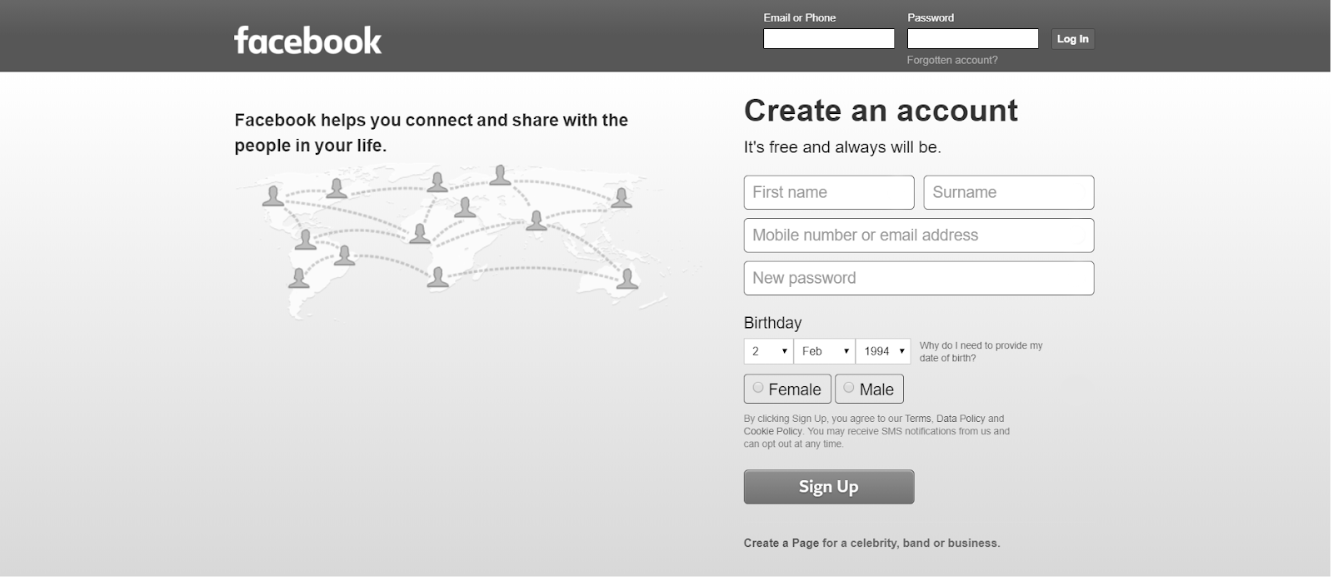 Email or Phone
Password
facebook
Log In
Forgotten account?
Facebook helps you connect and share with the
people in your life.
Create an account
It's free and always will be.
First name
Surname
Mobile number or email address
New password
Birthday
2
Feb
1994
Why do I need to provide my
date of birth?
Female
Male
By clicking Sign Up, you agree to our Terms, Data Policy and
Cookie Policy. You may receive SMS notifications from us and
can opt out at any time.
Sign Up
Create a Page for a celebrity, band or business.